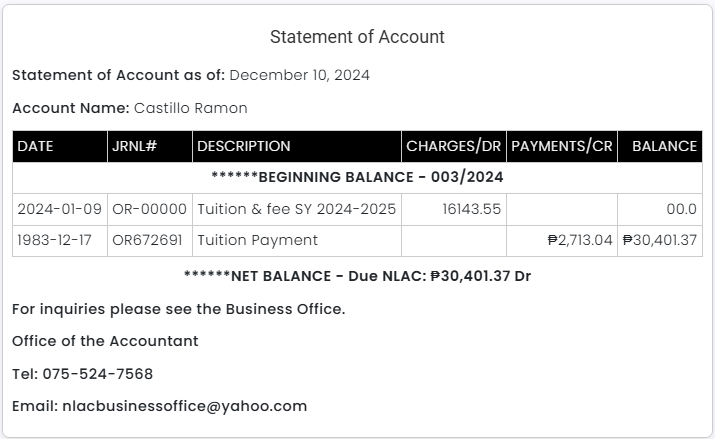 Statement of Account
Statement of Account as of: December 10, 2024
Account Name: Castillo Ramon
DATE JRNL# DESCRIPTION CHARGES/DR PAYMENTS/CR BALANCE
******BEGINNING BALANCE - 003/2024
2024-01-09 OR-00000 Tuition & fee SY 2024-2025 16143.55 00.0
1983-12-17 OR672691 Tuition Payment ₱2,713.04 ₱30,401.37
******NET BALANCE - Due NLAC: ₱30,401.37 Dr
For inquiries please see the Business Office.
Office of the Accountant
Tel: 075-524-7568
Email: nlacbusinessoffice@yahoo.com